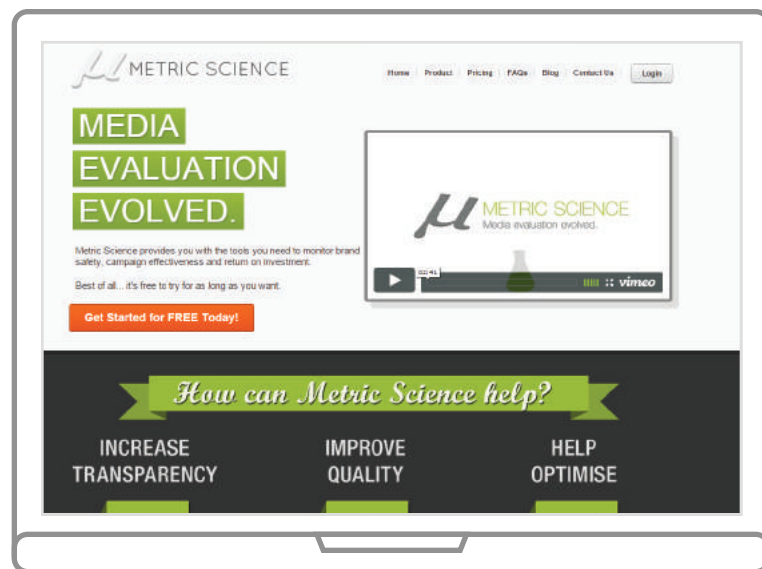 METRIC SCIENCE
Home Product Pricing FAQs Blog Contact Us Login
MEDIA
EVALUATION
EVOLVED.
Metric Science provides you with the tools you need to monitor brand
safety, campaign effectiveness and return on investment.
Best of all... it's free to try for as long as you want.
Get Started for FREE Today!
μ METRIC SCIENCE
Media evaluation evolved.
02:41
vimeo
How can Metric Science help?
INCREASE
TRANSPARENCY
IMPROVE
QUALITY
HELP
OPTIMISE